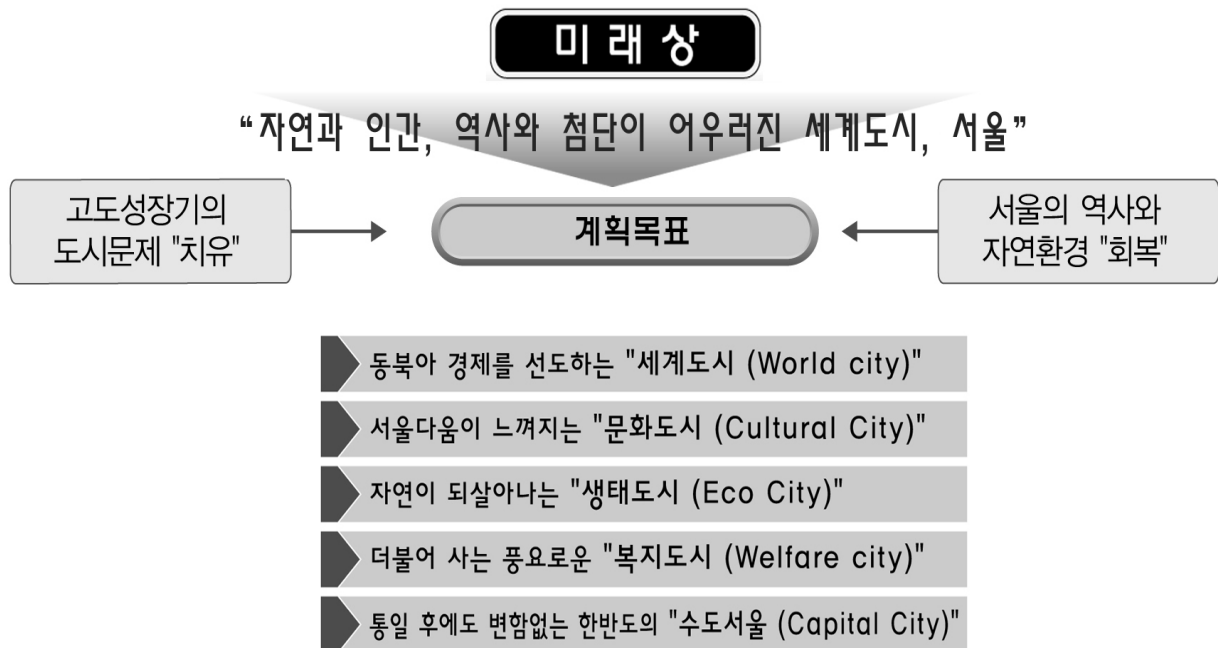 미래상
“자연과 인간, 역사와 첨단이 어우러진 세계도시, 서울”
고도성장기의
도시문제 "치유"
계획목표
서울의 역사와
자연환경 "회복"
동북아 경제를 선도하는 "세계도시 (World city)"
서울다움이 느껴지는 "문화도시 (Cultural City)"
자연이 되살아나는 "생태도시 (Eco City)"
더불어 사는 풍요로운 "복지도시 (Welfare city)"
통일 후에도 변함없는 한반도의 "수도서울 (Capital City)"